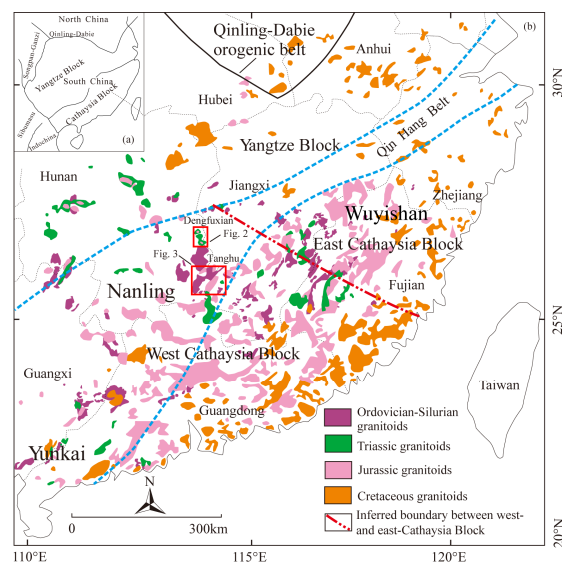 North China
Qinling-Dabie
Songpan-Ganzi
Yangtze Block
South China
Cathaysia Block
Sibumasu
Indochina
(a)
(b)
Qinling-Dabie
orogenic belt
Anhui
Hubei
30°N
Qin Hang Belt
Yangtze Block
Hunan
Jiangxi
Zhejiang
Dengfuxian
Wuyishan
Fig. 2
East Cathaysia Block
Fig. 3
Tanghu
Nanling
Fujian
25°N
West Cathaysia Block
Guangxi
Taiwan
Guangdong
Yunkai
Ordovician-Silurian
granitoids
Triassic granitoids
Jurassic granitoids
Cretaceous granitoids
Inferred boundary between west-
and east-Cathaysia Block
N
0
300km
20°N
110°E
115°E
120°E